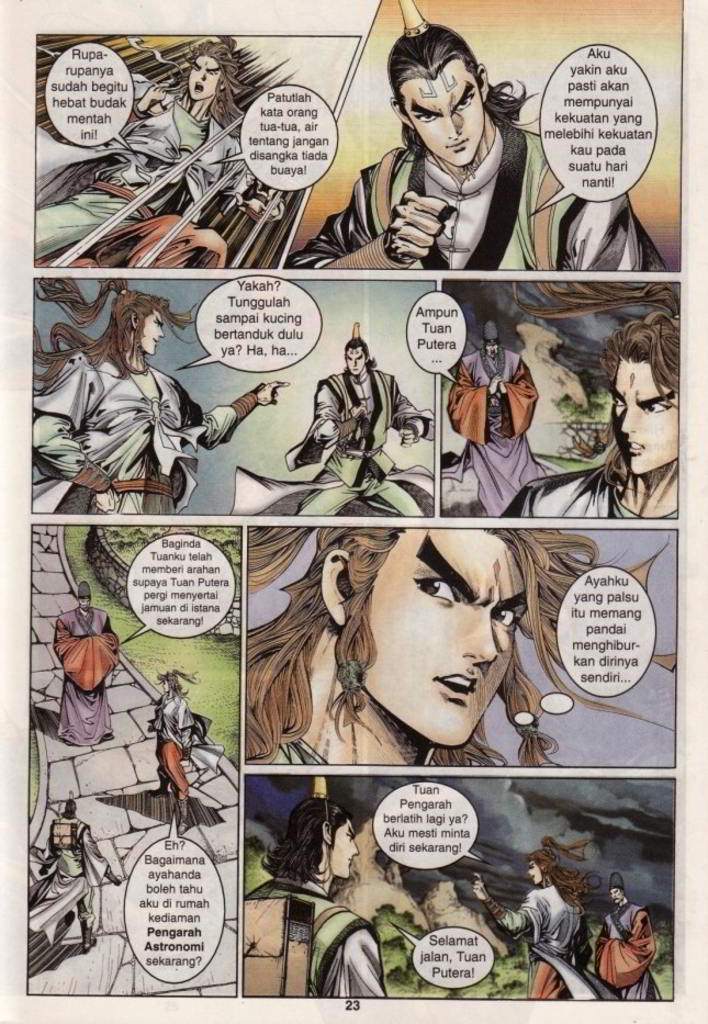 Rupa-
rupanya
sudah begitu
hebat budak
mentah
ini!
Patutlah
kata orang
tua-tua, air
tentang jangan
disangka tiada
buaya!
Aku
yakin aku
pasti akan
mempunyai
kekuatan yang
melebihi kekuatan
kau pada
suatu hari
nanti!
Yakah?
Tunggulah
sampai kucing
bertanduk dulu
ya? Ha, ha...
Ampun
Tuan
Putera
...
Baginda
Tuanku telah
memberi arahan
supaya Tuan Putera
pergi menyertai
jamuan di istana
sekarang!
Eh?
Bagaimana
ayahanda
boleh tahu
aku di rumah
kediaman
Pengarah
Astronomi
sekarang?
Ayahku
yang palsu
itu memang
pandai
menghibur-
kan dirinya
sendiri...
Tuan
Pengarah
berlatih lagi ya?
Aku mesti minta
diri sekarang!
Selamat
jalan, Tuan
Putera!
23